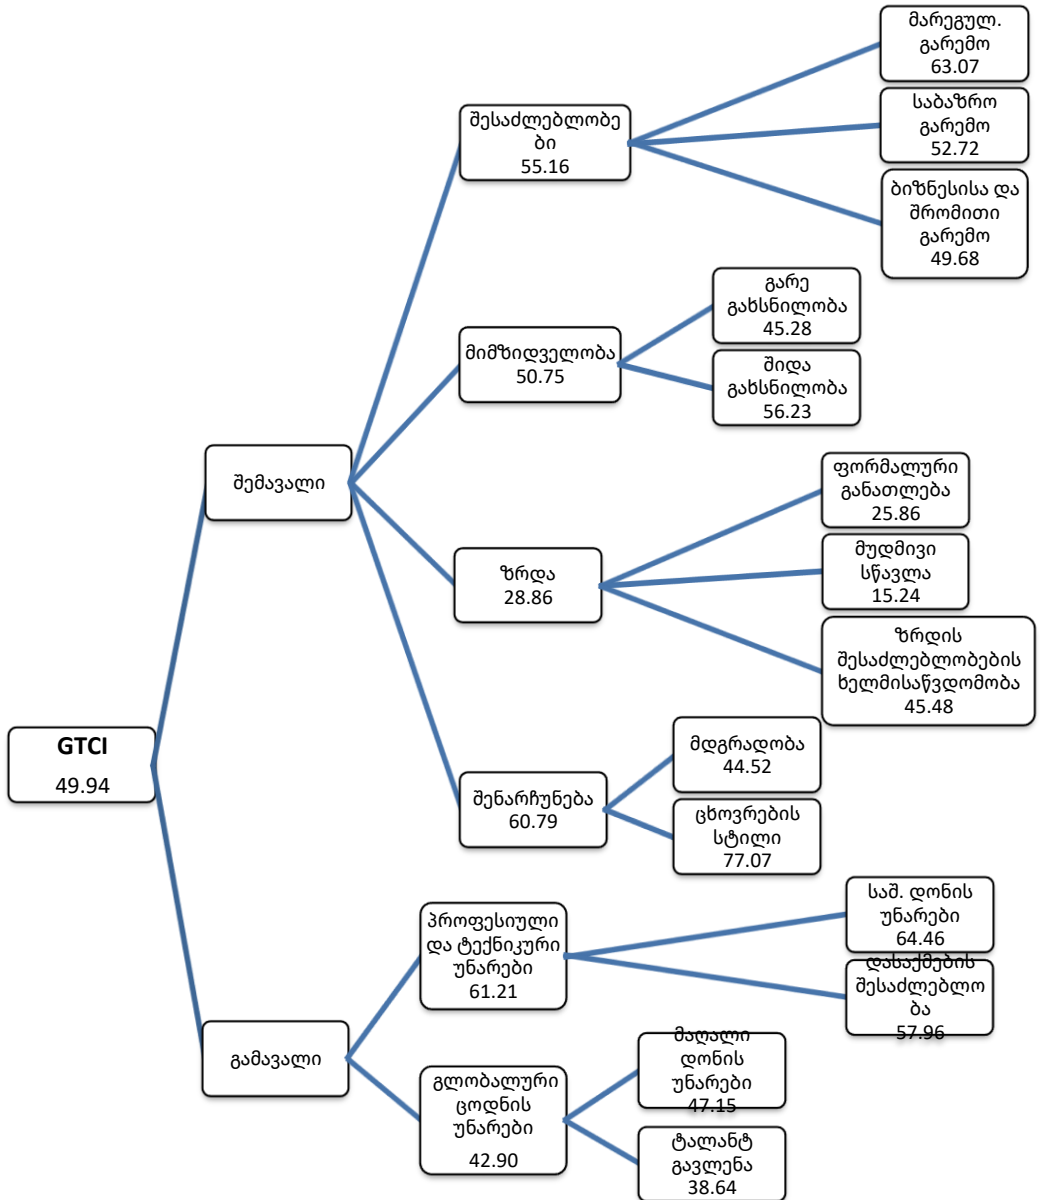 მარეგულ.
გარემო
63.07
საბაზრო
გარემო
52.72
ბიზნესისა და
შრომითი
გარემო
49.68
შესაძლებლობე
ბი
55.16
გარე
გახსნილობა
45.28
შიდა
გახსნილობა
56.23
მიმზიდველობა
50.75
შემავალი
ფორმალური
განათლება
25.86
მუდმივი
სწავლა
15.24
ზრდის
შესაძლებლობების
ხელმისაწვდომობა
45.48
ზრდა
28.86
GTCI
49.94
მდგრადობა
44.52
ცხოვრების
სტილი
77.07
შენარჩუნება
60.79
საშ. დონის
უნარები
64.46
დასაქმების
შესაძლებლო
ბა
57.96
პროფესიული
და ტექნიკური
უნარები
61.21
გამავალი
მაღალი
დონის
უნარები
47.15
ტალანტ
გავლენა
38.64
გლობალური
ცოდნის
უნარები
42.90